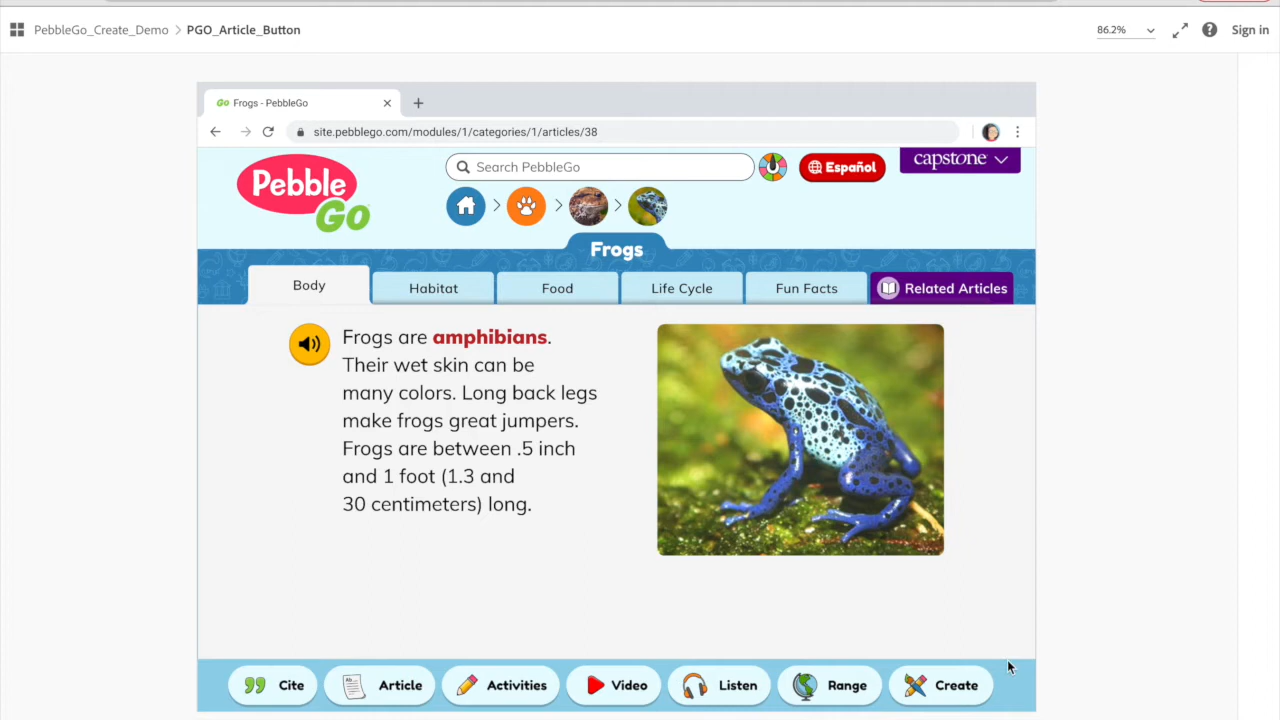 PebbleGo_Create_Demo > PGO_Article_Button
86.2%
Sign in
Go Frogs - PebbleGo
site.pebblego.com/modules/1/categories/1/articles/38
Pebble
Go
Search PebbleGo
Español
capstone
Frogs
Body
Habitat
Food
Life Cycle
Fun Facts
Related Articles
Frogs are amphibians.
Their wet skin can be
many colors. Long back legs
make frogs great jumpers.
Frogs are between .5 inch
and 1 foot (1.3 and
30 centimeters) long.
Cite
Article
Activities
Video
Listen
Range
Create